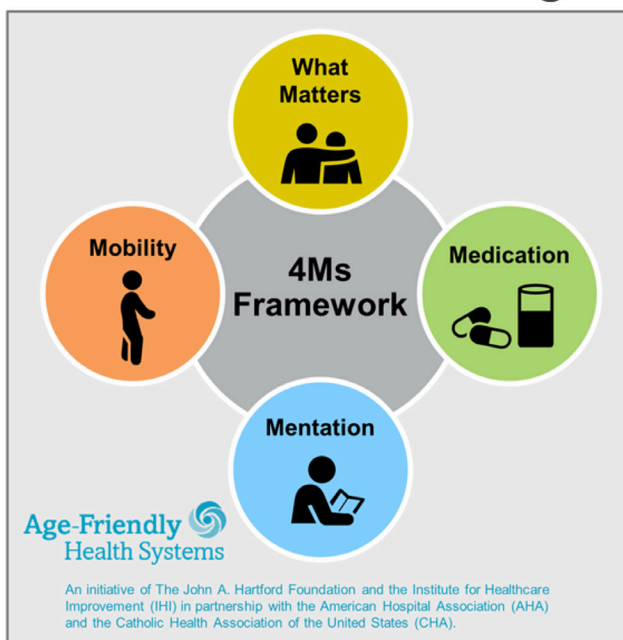 What
Matters
Mobility
4Ms
Framework
Medication
Mentation
Age-Friendly
Health Systems
An initiative of The John A. Hartford Foundation and the Institute for Healthcare
Improvement (IHI) in partnership with the American Hospital Association (AHA)
and the Catholic Health Association of the United States (CHA).